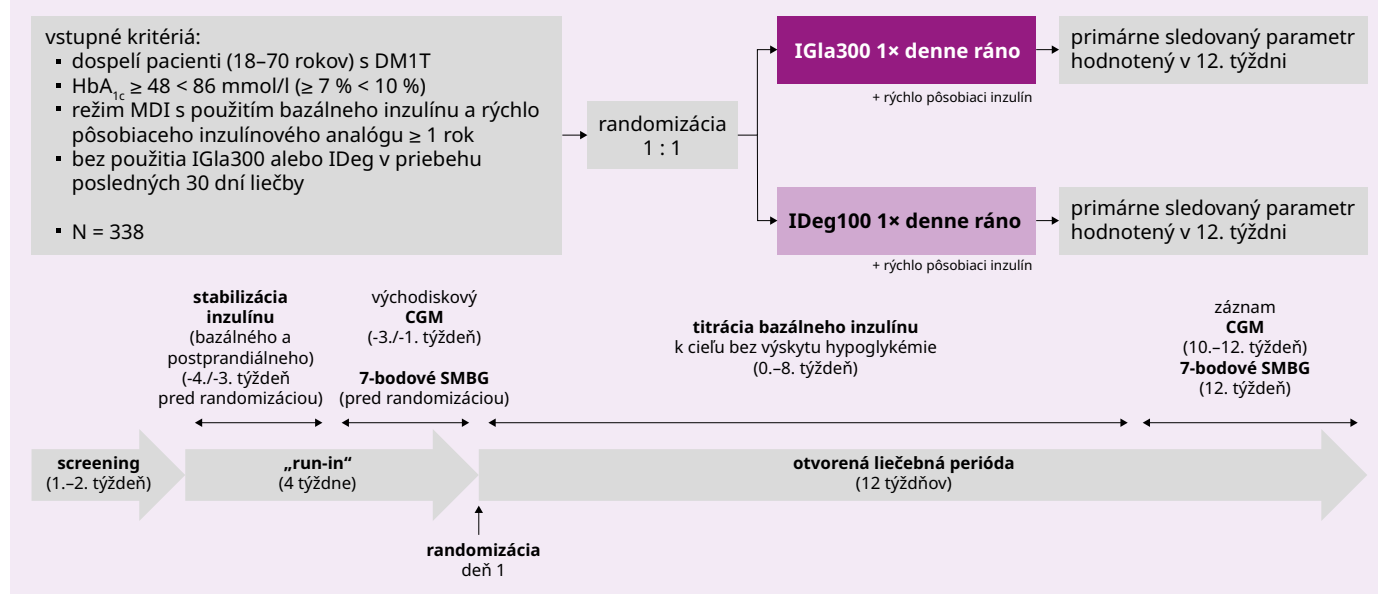 vstupné kritériá:
▪ dospelí pacienti (18–70 rokov) s DM1T
▪ HbA1c ≥ 48 < 86 mmol/l (≥ 7 % < 10 %)
▪ režim MDI s použitím bazálneho inzulínu a rýchlo
pôsobiaceho inzulínového analógu ≥ 1 rok
▪ bez použitia IGla300 alebo IDeg v priebehu
posledných 30 dní liečby
▪ N = 338
randomizácia
1 : 1
IGla300 1× denne ráno
+ rýchlo pôsobiaci inzulín
primárne sledovaný parametr
hodnotený v 12. týždni
IDeg100 1× denne ráno
+ rýchlo pôsobiaci inzulín
primárne sledovaný parametr
hodnotený v 12. týždni
stabilizácia
inzulínu
(bazálného a
postprandiálneho)
(-4./-3. týždeň
pred randomizáciou)
východiskový
CGM
(-3./-1. týždeň)
7-bodové SMBG
(pred randomizáciou)
titrácia bazálneho inzulínu
k cieľu bez výskytu hypoglykémie
(0.–8. týždeň)
záznam
CGM
(10.–12. týždeň)
7-bodové SMBG
(12. týždeň)
screening
(1.–2. týždeň)
„run-in“
(4 týždne)
otvorená liečebná perióda
(12 týždňov)
randomizácia
deň 1